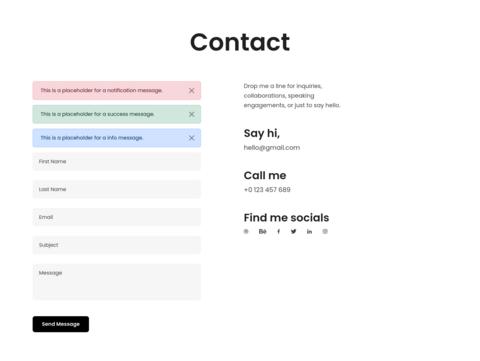 Contact
This is a placeholder for a notification message.
This is a placeholder for a success message.
This is a placeholder for a info message.
First Name
Last Name
Email
Subject
Message
Send Message
Drop me a line for inquiries,
collaborations, speaking
engagements, or just to say hello.
Say hi,
hello@gmail.com
Call me
+0 123 457 689
Find me socials
Bē